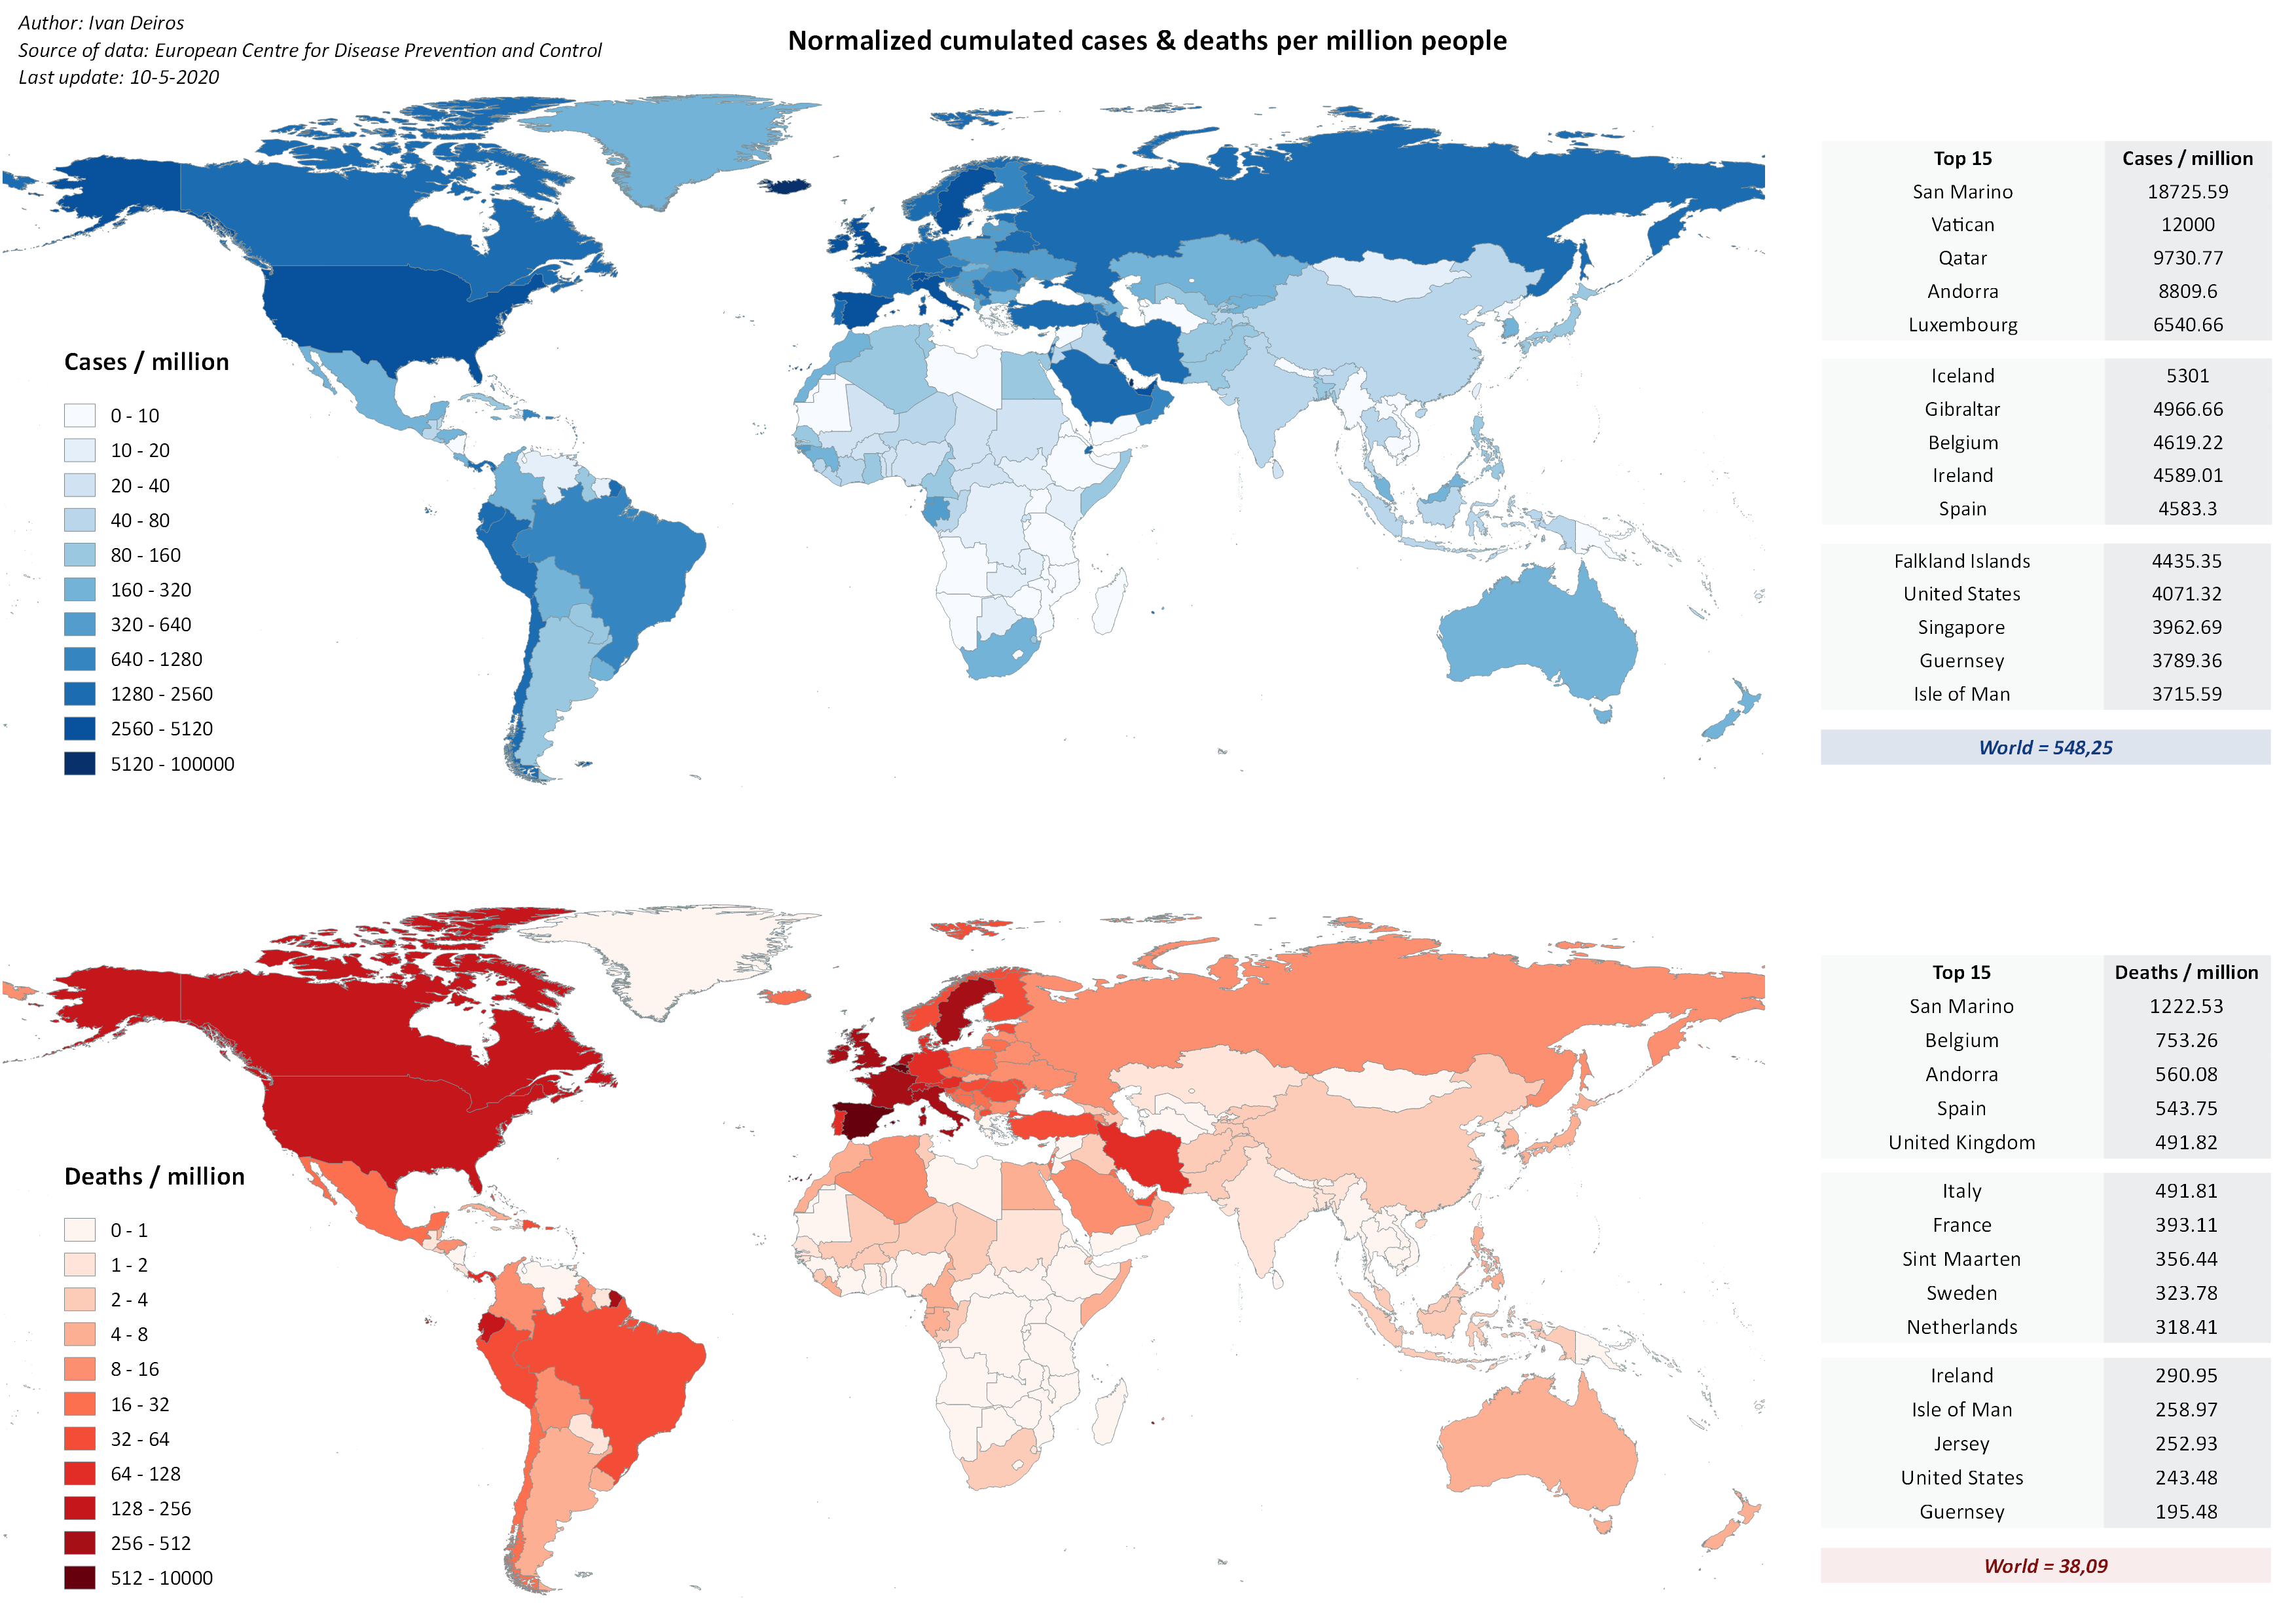 Author: Ivan Deiros
Source of data: European Centre for Disease Prevention and Control
Last update: 10-5-2020
Normalized cumulated cases & deaths per million people
Cases / million
0 - 10
10 - 20
20 - 40
40 - 80
80 - 160
160 - 320
320 - 640
640 - 1280
1280 - 2560
2560 - 5120
5120 - 100000
Top 15 Cases / million
San Marino 18725.59
Vatican 12000
Qatar 9730.77
Andorra 8809.6
Luxembourg 6540.66
Iceland 5301
Gibraltar 4966.66
Belgium 4619.22
Ireland 4589.01
Spain 4583.3
Falkland Islands 4435.35
United States 4071.32
Singapore 3962.69
Guernsey 3789.36
Isle of Man 3715.59
World = 548,25
Deaths / million
0 - 1
1 - 2
2 - 4
4 - 8
8 - 16
16 - 32
32 - 64
64 - 128
128 - 256
256 - 512
512 - 10000
Top 15 Deaths / million
San Marino 1222.53
Belgium 753.26
Andorra 560.08
Spain 543.75
United Kingdom 491.82
Italy 491.81
France 393.11
Sint Maarten 356.44
Sweden 323.78
Netherlands 318.41
Ireland 290.95
Isle of Man 258.97
Jersey 252.93
United States 243.48
Guernsey 195.48
World = 38,09